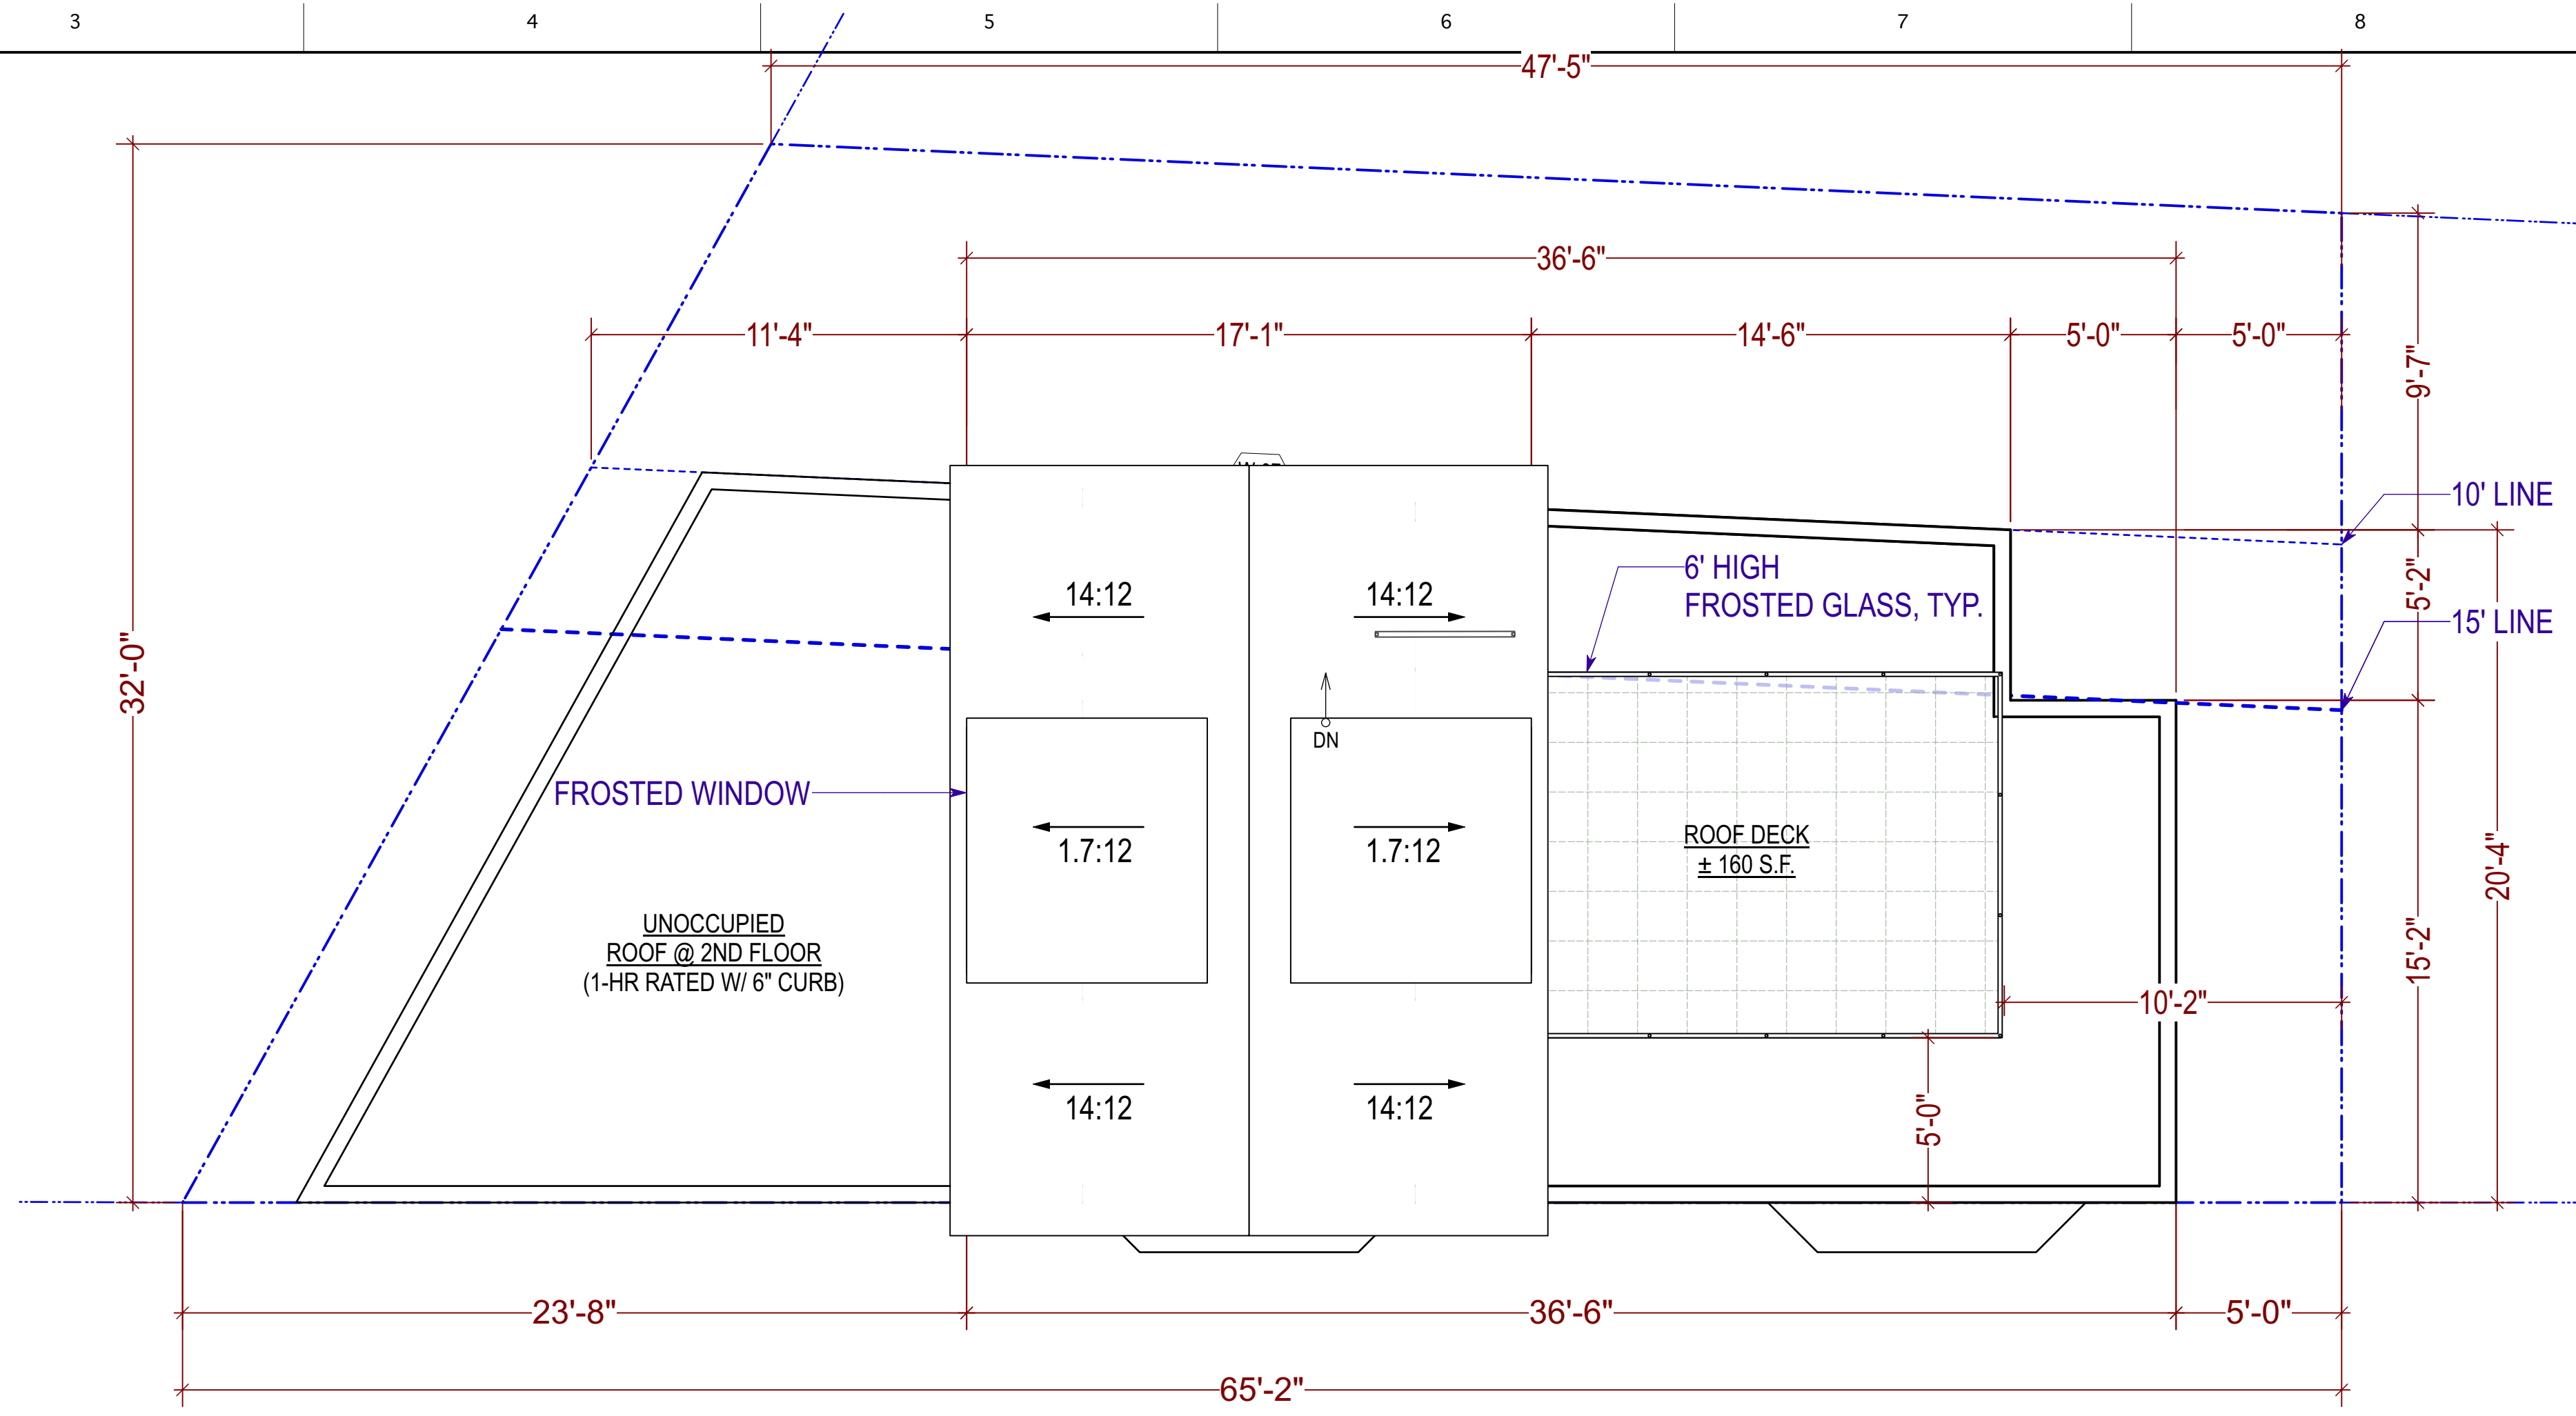 3 4 5 6 7 8
47'-5"
36'-6"
11'-4" 17'-1" 14'-6" 5'-0" 5'-0"
9'-7"
10' LINE
6' HIGH
FROSTED GLASS, TYP.
14:12 14:12
5'-2"
15' LINE
32'-0"
DN
FROSTED WINDOW
1.7:12 1.7:12
ROOF DECK
± 160 S.F.
20'-4"
UNOCCUPIED
ROOF @ 2ND FLOOR
(1-HR RATED W/ 6" CURB)
15'-2"
10'-2"
14:12 14:12
5'-0"
23'-8" 36'-6" 5'-0"
65'-2"